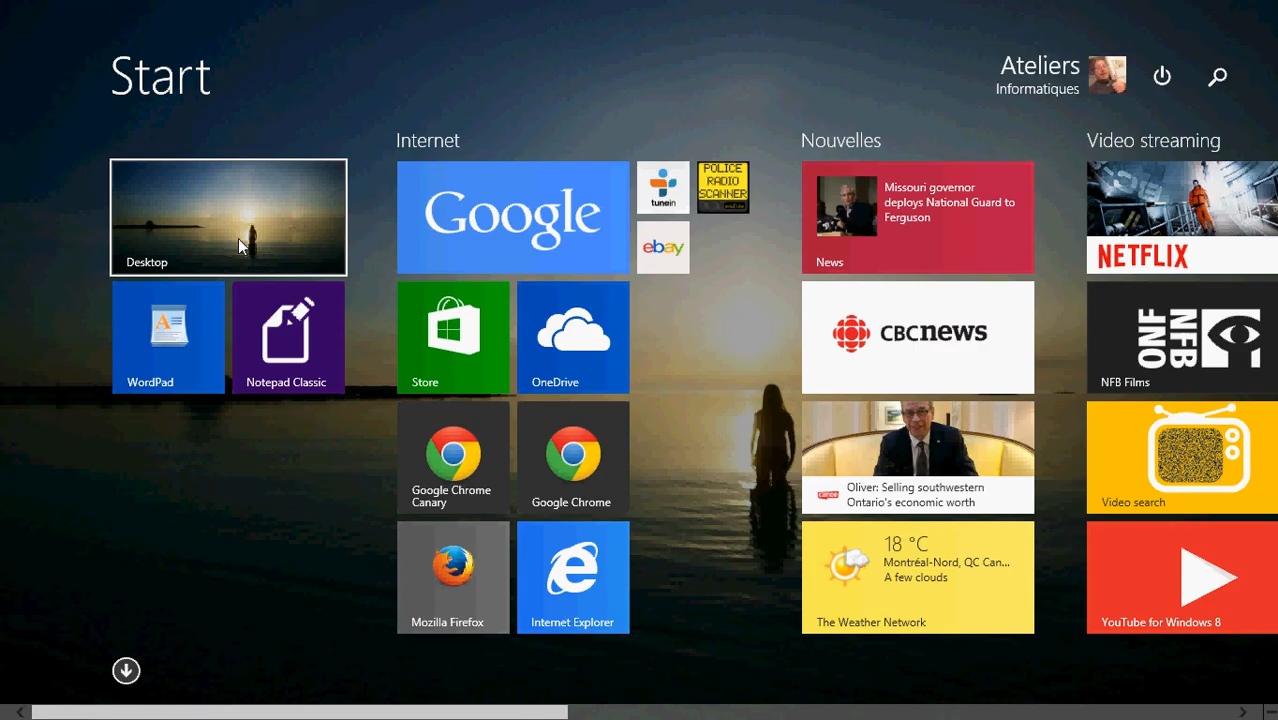 Start
Ateliers
Informatiques
Internet
Nouvelles
Video streaming
Desktop
WordPad
Notepad Classic
Google
tunein
POLICE
RADIO
SCANNER
ebay
Store
OneDrive
Google Chrome
Canary
Google Chrome
Mozilla Firefox
Internet Explorer
Missouri governor
deploys National Guard to
Ferguson
News
CBCnews
canoe
Oliver: Selling southwestern
Ontario's economic worth
18 °C
Montréal-Nord, QC Can...
A few clouds
The Weather Network
NETFLIX
ONF
NFB
NFB Films
Video search
YouTube for Windows 8